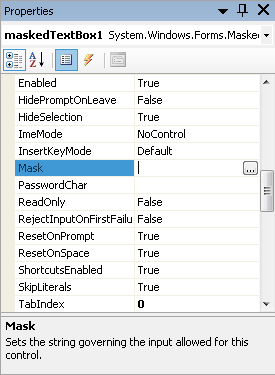 Properties
maskedTextBox1 System.Windows.Forms.Maske
Enabled True
HidePromptOnLeave False
HideSelection True
ImeMode NoControl
InsertKeyMode Default
Mask ...
PasswordChar
ReadOnly False
RejectInputOnFirstFailu False
ResetOnPrompt True
ResetOnSpace True
ShortcutsEnabled True
SkipLiterals True
TabIndex 0
Mask
Sets the string governing the input allowed for this
control.